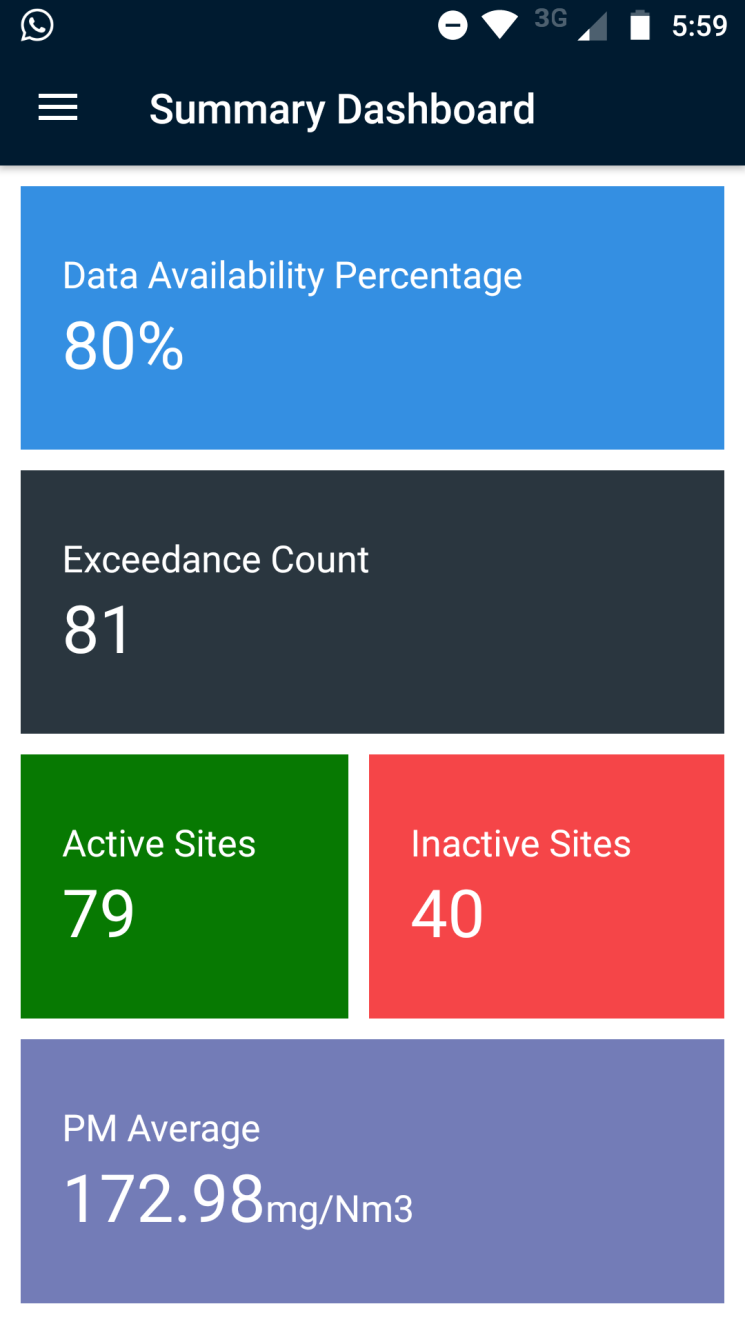 3G 5:59
Summary Dashboard
Data Availability Percentage
80%
Exceedance Count
81
Active Sites
79
Inactive Sites
40
PM Average
172.98mg/Nm3